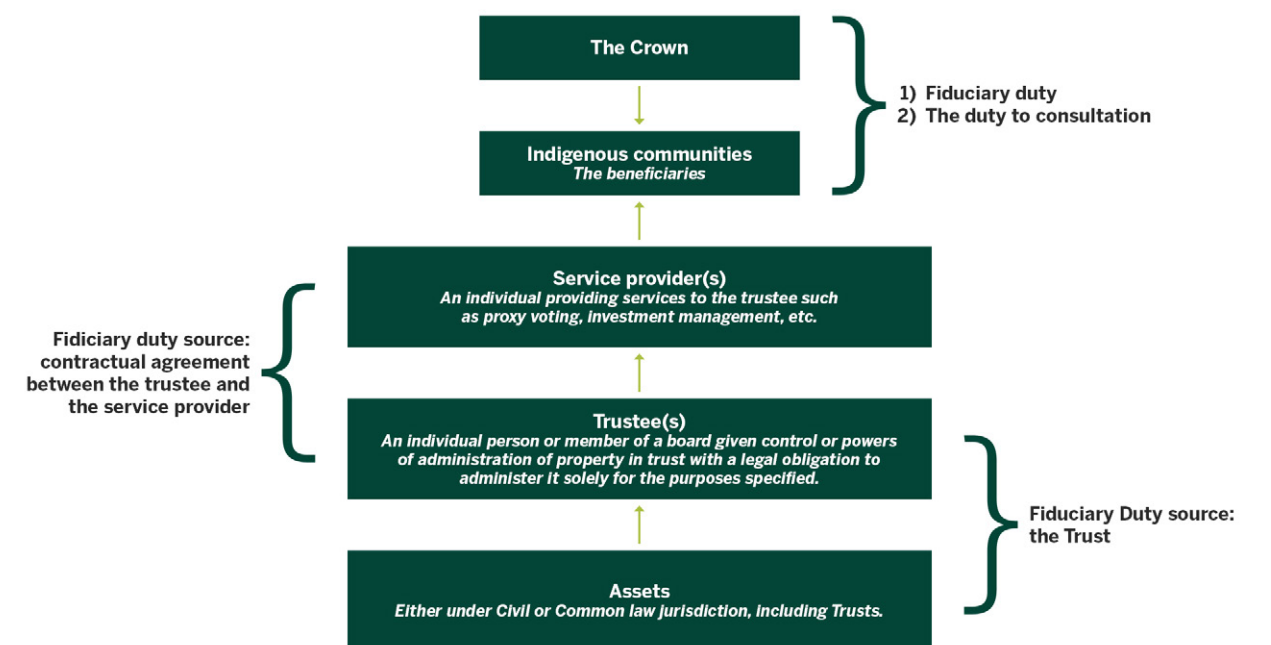 The Crown
1) Fiduciary duty
2) The duty to consultation
Indigenous communities
The beneficiaries
Service provider(s)
An individual providing services to the trustee such
as proxy voting, investment management, etc.
Fidiciary duty source:
contractual agreement
between the trustee and
the service provider
Trustee(s)
An individual person or member of a board given control or powers
of administration of property in trust with a legal obligation to
administer it solely for the purposes specified.
Fiduciary Duty source:
the Trust
Assets
Either under Civil or Common law jurisdiction, including Trusts.